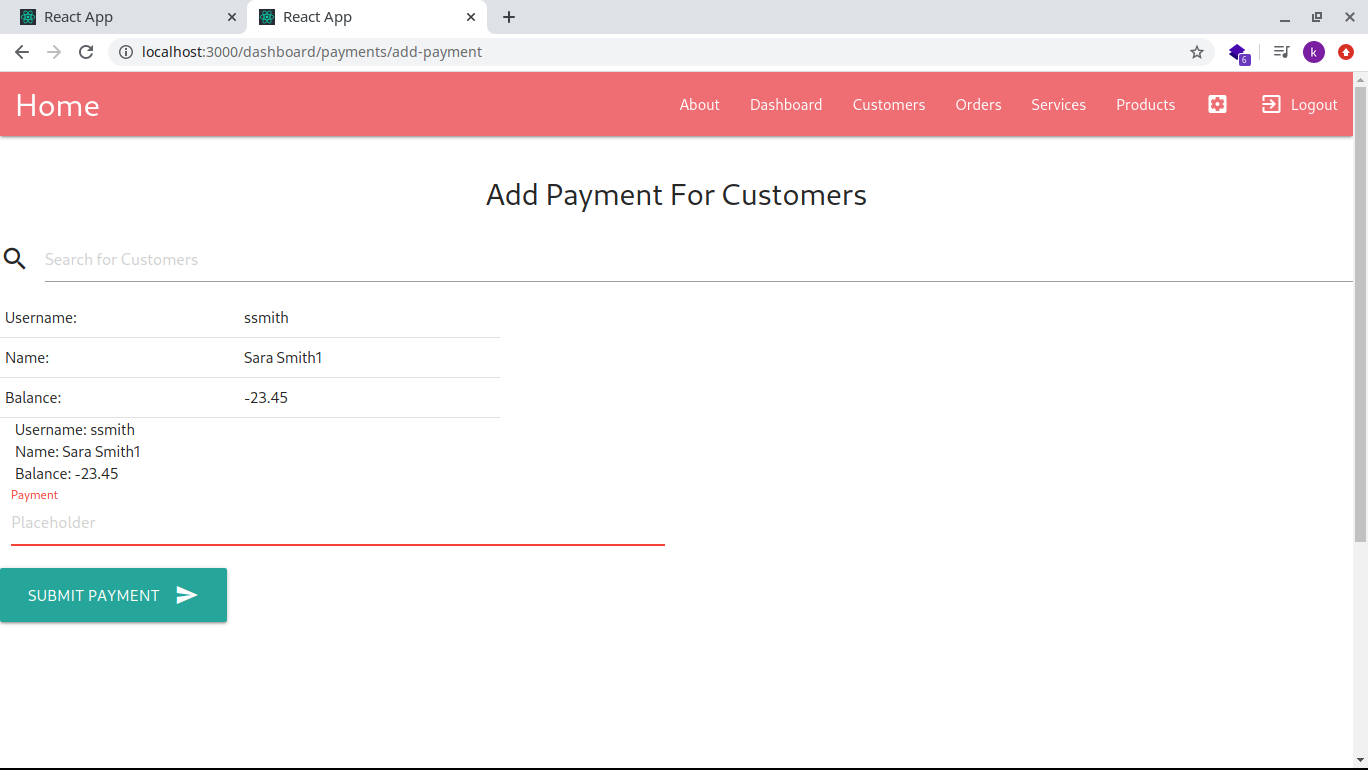 React App
React App
localhost:3000/dashboard/payments/add-payment
6
k
Home
About Dashboard Customers Orders Services Products Logout
Add Payment For Customers
Search for Customers
Username: ssmith
Name: Sara Smith1
Balance: -23.45
Username: ssmith
Name: Sara Smith1
Balance: -23.45
Payment
Placeholder
SUBMIT PAYMENT